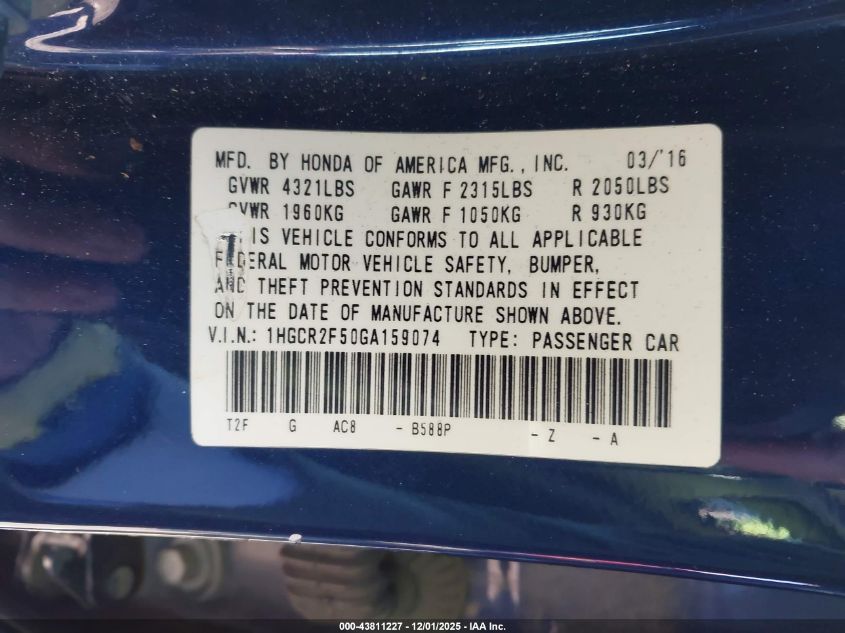 MFD. BY HONDA OF AMERICA MFG., INC. 03/'16
GVWR 4321LBS GAWR F 2315LBS R 2050LBS
GVWR 1960KG GAWR F 1050KG R 930KG
THIS VEHICLE CONFORMS TO ALL APPLICABLE
FEDERAL MOTOR VEHICLE SAFETY, BUMPER,
AND THEFT PREVENTION STANDARDS IN EFFECT
ON THE DATE OF MANUFACTURE SHOWN ABOVE.
V.I.N.: 1HGCR2F50GA159074 TYPE: PASSENGER CAR
T2F G AC8 - B588P - Z - A
000-43811227 - 12/01/2025 - IAA Inc.